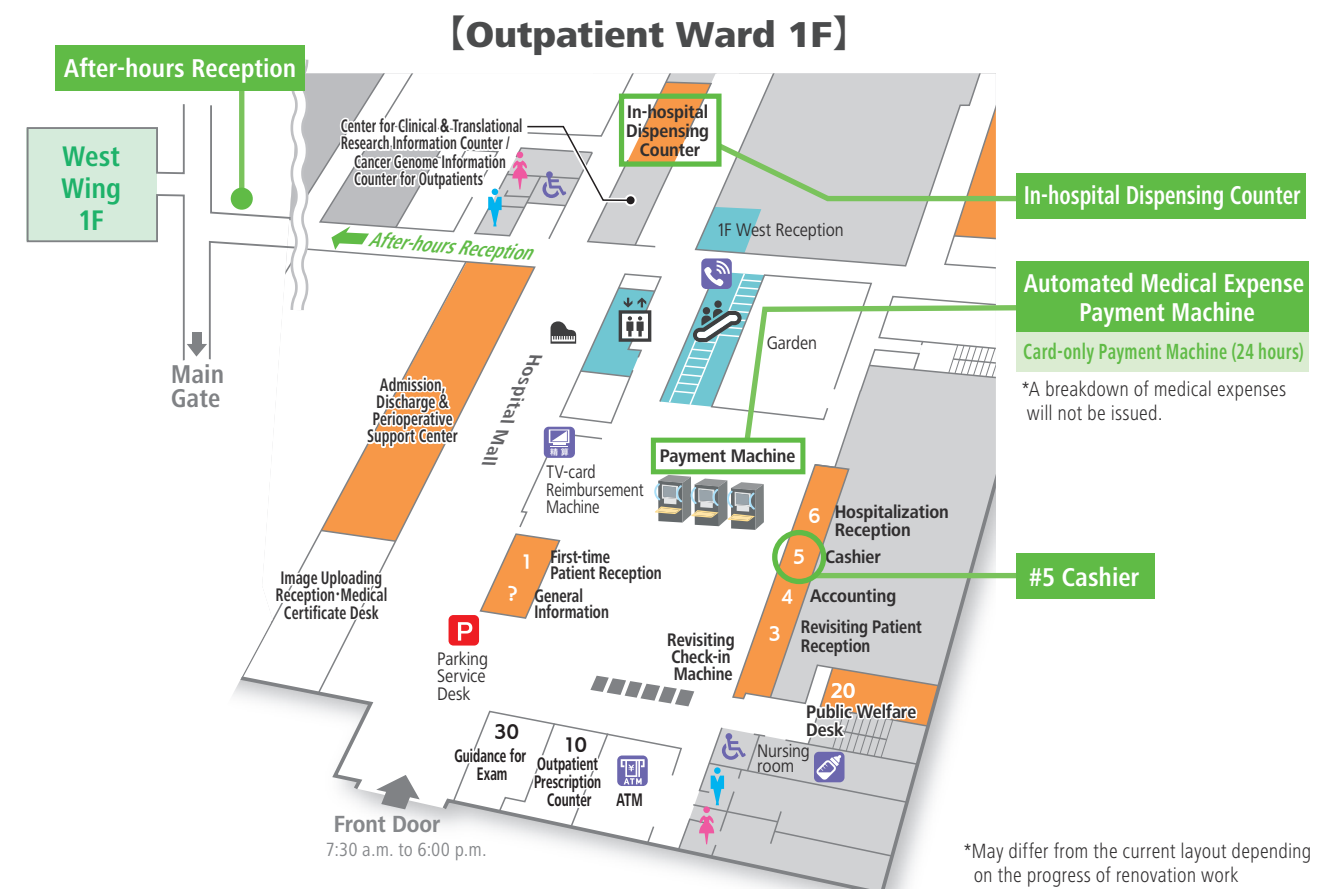 【Outpatient Ward 1F】
After-hours Reception
West
Wing
1F
Main
Gate
Center for Clinical & Translational
Research Information Counter /
Cancer Genome Information
Counter for Outpatients
In-hospital
Dispensing
Counter
In-hospital Dispensing Counter
1F West Reception
After-hours Reception
Automated Medical Expense
Payment Machine
Card-only Payment Machine (24 hours)
*A breakdown of medical expenses
will not be issued.
Garden
Hospital Mall
Admission,
Discharge &
Perioperative
Support Center
精算
TV-card
Reimbursement
Machine
Payment Machine
6
Hospitalization
Reception
5
Cashier
#5 Cashier
4
Accounting
3
Revisiting Patient
Reception
1
First-time
Patient Reception
?
General
Information
Image Uploading
Reception・Medical
Certificate Desk
P
Parking
Service
Desk
Revisiting
Check-in
Machine
20
Public Welfare
Desk
30
Guidance for
Exam
10
Outpatient
Prescription
Counter
¥
ATM
ATM
Nursing
room
Front Door
7:30 a.m. to 6:00 p.m.
*May differ from the current layout depending
on the progress of renovation work